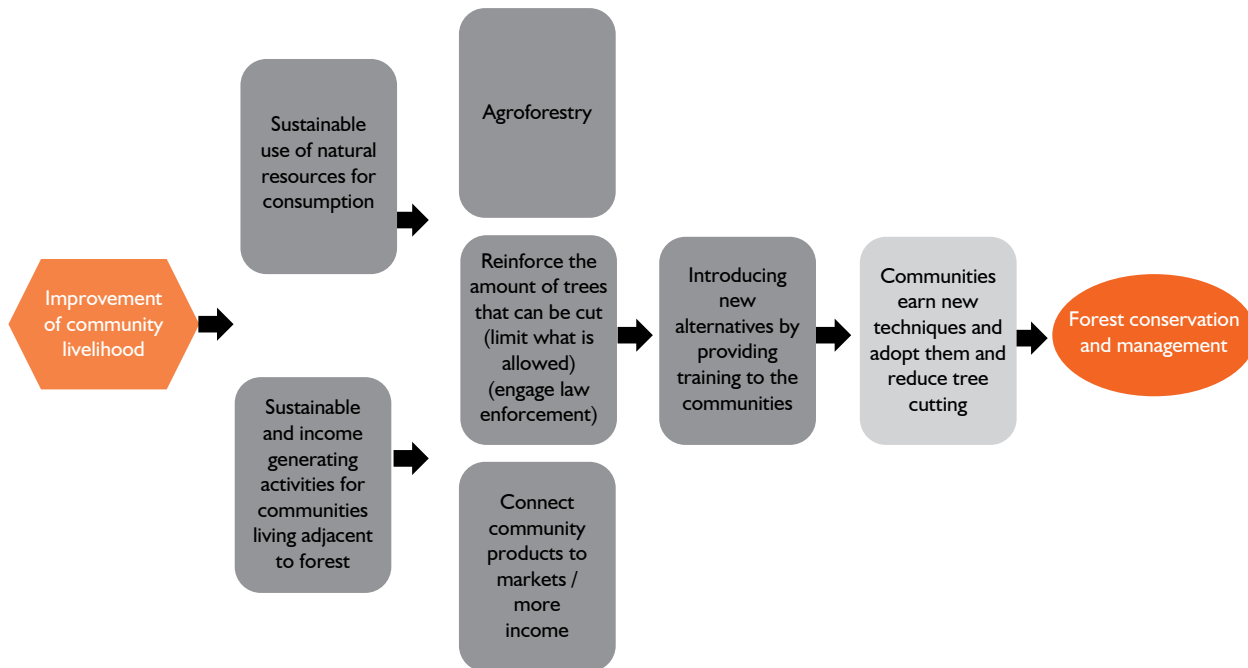 Improvement
of community
livelihood
Sustainable
use of natural
resources for
consumption
Sustainable
and income
generating
activities for
communities
living adjacent
to forest
Agroforestry
Reinforce the
amount of trees
that can be cut
(limit what is
allowed)
(engage law
enforcement)
Connect
community
products to
markets /
more
income
Introducing
new
alternatives by
providing
training to the
communities
Communities
earn new
techniques and
adopt them and
reduce tree
cutting
Forest conservation
and management